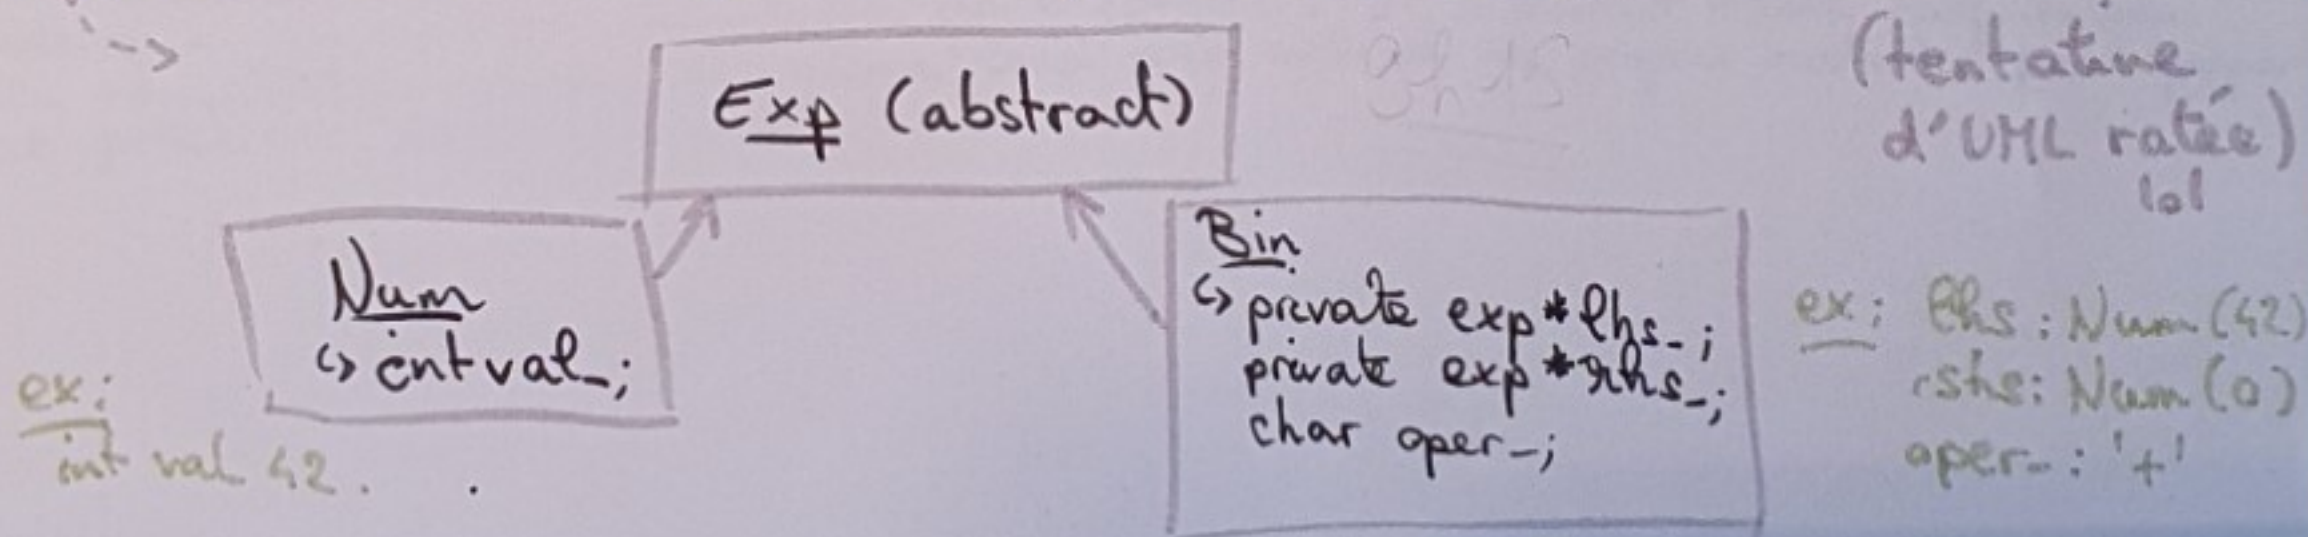 Exp (abstract)
(tentative
d'UML ratée)
lol
Num
↳ int val_;
ex:
int val 42.
Bin
↳ private exp * lhs_;
private exp * rhs_;
char oper_;
ex: lhs : Num (42)
rshs: Num (0)
oper_: '+'